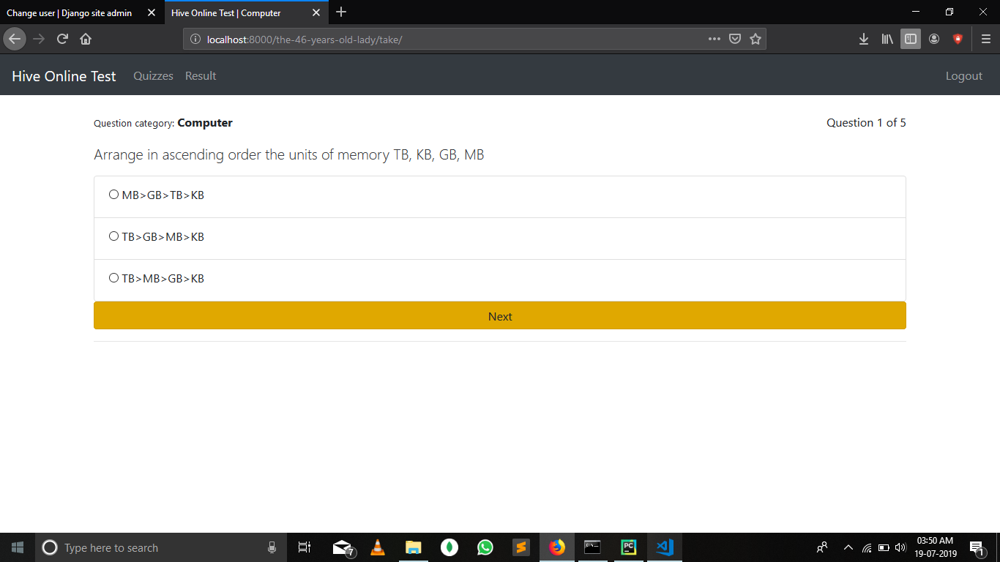 Change user | Django site admin
Hive Online Test | Computer
localhost:8000/the-46-years-old-lady/take/
Hive Online Test Quizzes Result Logout
Question category: Computer Question 1 of 5
Arrange in ascending order the units of memory TB, KB, GB, MB
MB>GB>TB>KB
TB>GB>MB>KB
TB>MB>GB>KB
Next
Type here to search
7
PC
03:50 AM
19-07-2019
1